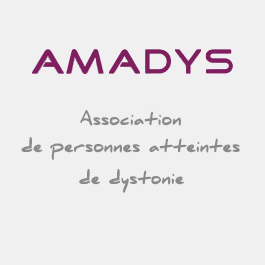 AMADYS
Association
de personnes atteintes
de dystonie